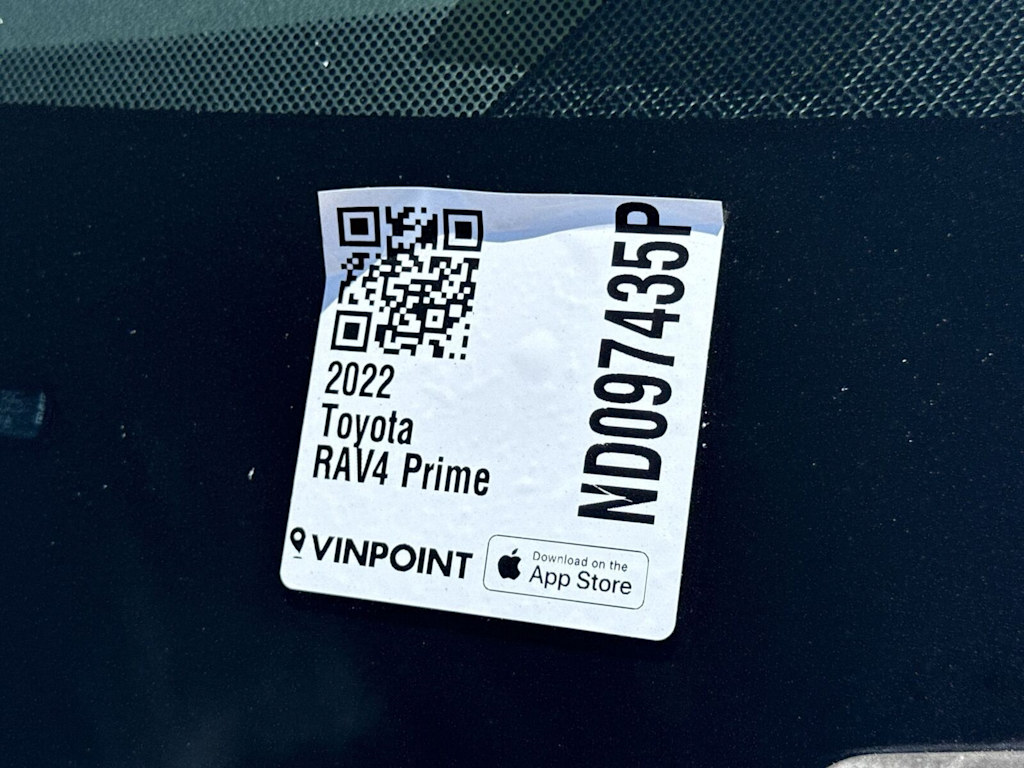 2022
Toyota
RAV4 Prime
ND097435P
VINPOINT
Download on the
App Store